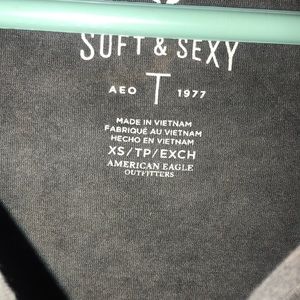 SOFT & SEXY
AEO T 1977
MADE IN VIETNAM
FABRIQUÉ AU VIETNAM
HECHO EN VIETNAM
XS/TP/EXCH
AMERICAN EAGLE
OUTFITTERS